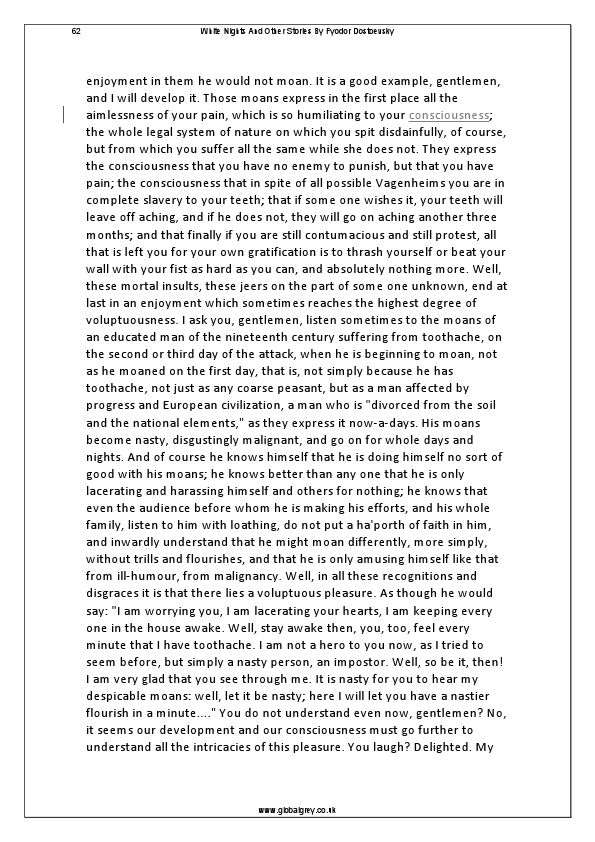 62
White Nights And Other Stories By Fyodor Dostoevsky
enjoyment in them he would not moan. It is a good example, gentlemen,
and I will develop it. Those moans express in the first place all the
aimlessness of your pain, which is so humiliating to your consciousness;
the whole legal system of nature on which you spit disdainfully, of course,
but from which you suffer all the same while she does not. They express
the consciousness that you have no enemy to punish, but that you have
pain; the consciousness that in spite of all possible Vagenheims you are in
complete slavery to your teeth; that if some one wishes it, your teeth will
leave off aching, and if he does not, they will go on aching another three
months; and that finally if you are still contumacious and still protest, all
that is left you for your own gratification is to thrash yourself or beat your
wall with your fist as hard as you can, and absolutely nothing more. Well,
these mortal insults, these jeers on the part of some one unknown, end at
last in an enjoyment which sometimes reaches the highest degree of
voluptuousness. I ask you, gentlemen, listen sometimes to the moans of
an educated man of the nineteenth century suffering from toothache, on
the second or third day of the attack, when he is beginning to moan, not
as he moaned on the first day, that is, not simply because he has
toothache, not just as any coarse peasant, but as a man affected by
progress and European civilization, a man who is "divorced from the soil
and the national elements," as they express it now-a-days. His moans
become nasty, disgustingly malignant, and go on for whole days and
nights. And of course he knows himself that he is doing himself no sort of
good with his moans; he knows better than any one that he is only
lacerating and harassing himself and others for nothing; he knows that
even the audience before whom he is making his efforts, and his whole
family, listen to him with loathing, do not put a ha'porth of faith in him,
and inwardly understand that he might moan differently, more simply,
without trills and flourishes, and that he is only amusing himself like that
from ill-humour, from malignancy. Well, in all these recognitions and
disgraces it is that there lies a voluptuous pleasure. As though he would
say: "I am worrying you, I am lacerating your hearts, I am keeping every
one in the house awake. Well, stay awake then, you, too, feel every
minute that I have toothache. I am not a hero to you now, as I tried to
seem before, but simply a nasty person, an impostor. Well, so be it, then!
I am very glad that you see through me. It is nasty for you to hear my
despicable moans: well, let it be nasty; here I will let you have a nastier
flourish in a minute...." You do not understand even now, gentlemen? No,
it seems our development and our consciousness must go further to
understand all the intricacies of this pleasure. You laugh? Delighted. My
www.globalgrey.co.uk